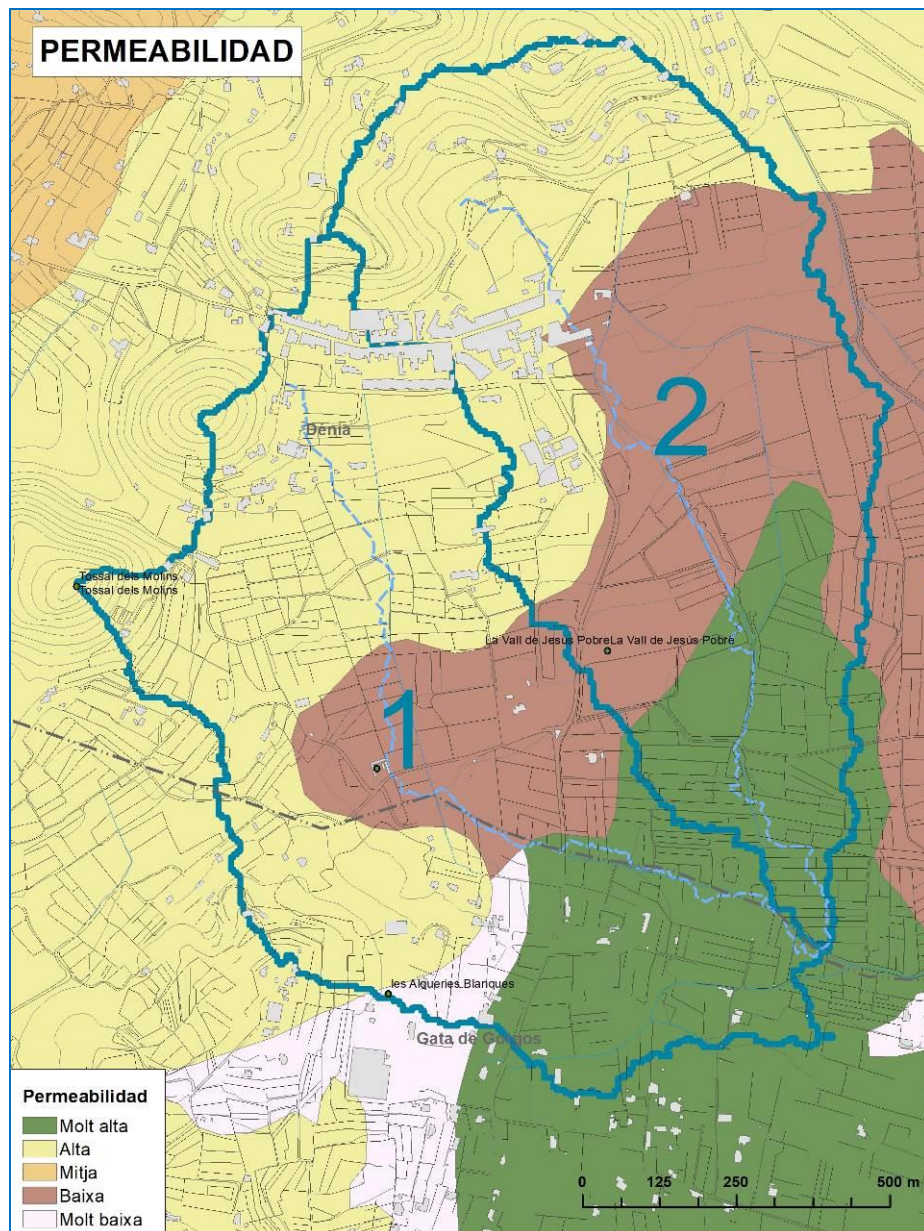 PERMEABILIDAD
2
Dénia
Tossal dels Molins
Tossal dels Molins
La Vall de Jesús Pobre La Vall de Jesús Pobre
1
les Alqueries Blanques
Gata de Gorgos
Permeabilidad
Molt alta
Alta
Mitja
Baixa
Molt baixa
0 125 250 500 m